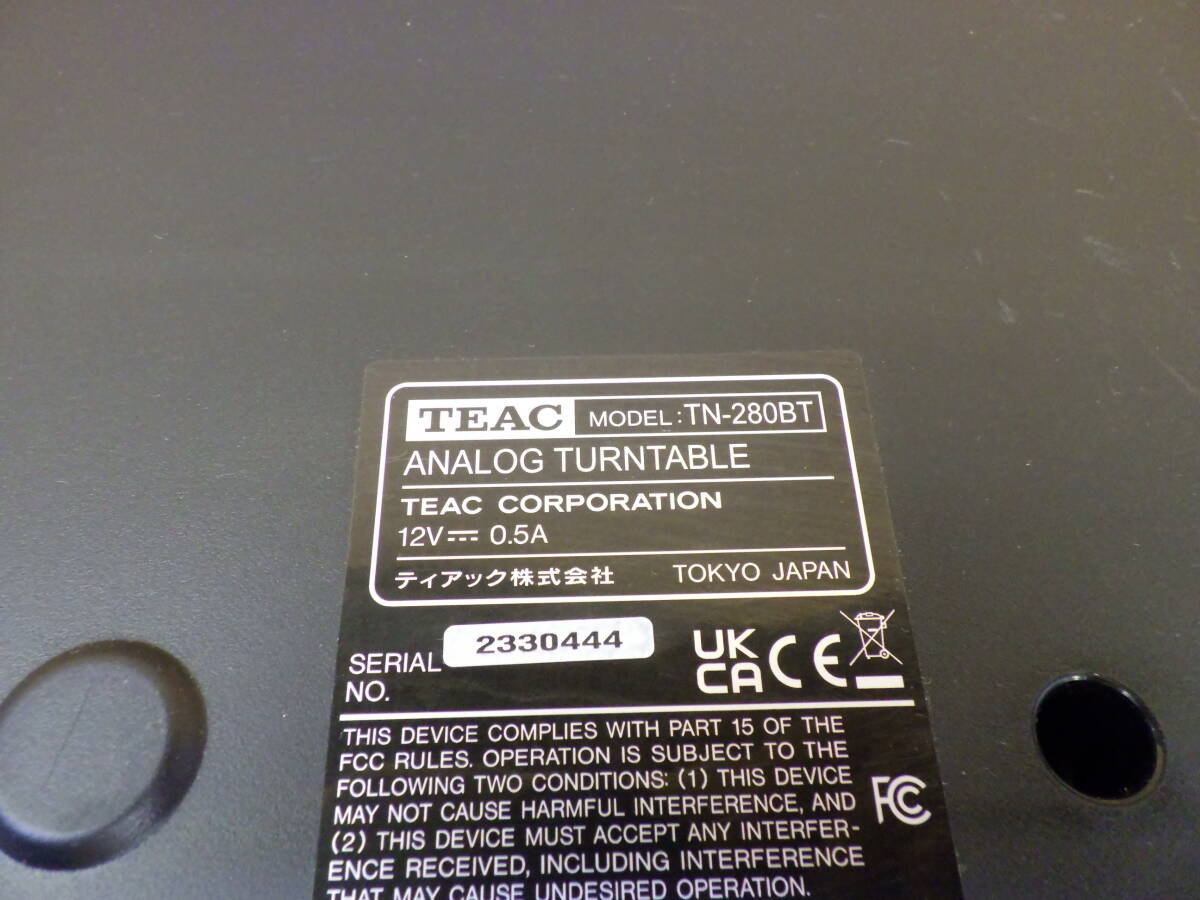 TEAC MODEL:TN-280BT
ANALOG TURNTABLE
TEAC CORPORATION
12V⎓ 0.5A
ティアック株式会社 TOKYO JAPAN
SERIAL NO. 2330444
UK CA CE
THIS DEVICE COMPLIES WITH PART 15 OF THE
FCC RULES. OPERATION IS SUBJECT TO THE
FOLLOWING TWO CONDITIONS: (1) THIS DEVICE
MAY NOT CAUSE HARMFUL INTERFERENCE, AND
(2) THIS DEVICE MUST ACCEPT ANY INTERFER-
ENCE RECEIVED, INCLUDING INTERFERENCE
THAT MAY CAUSE UNDESIRED OPERATION.
FC